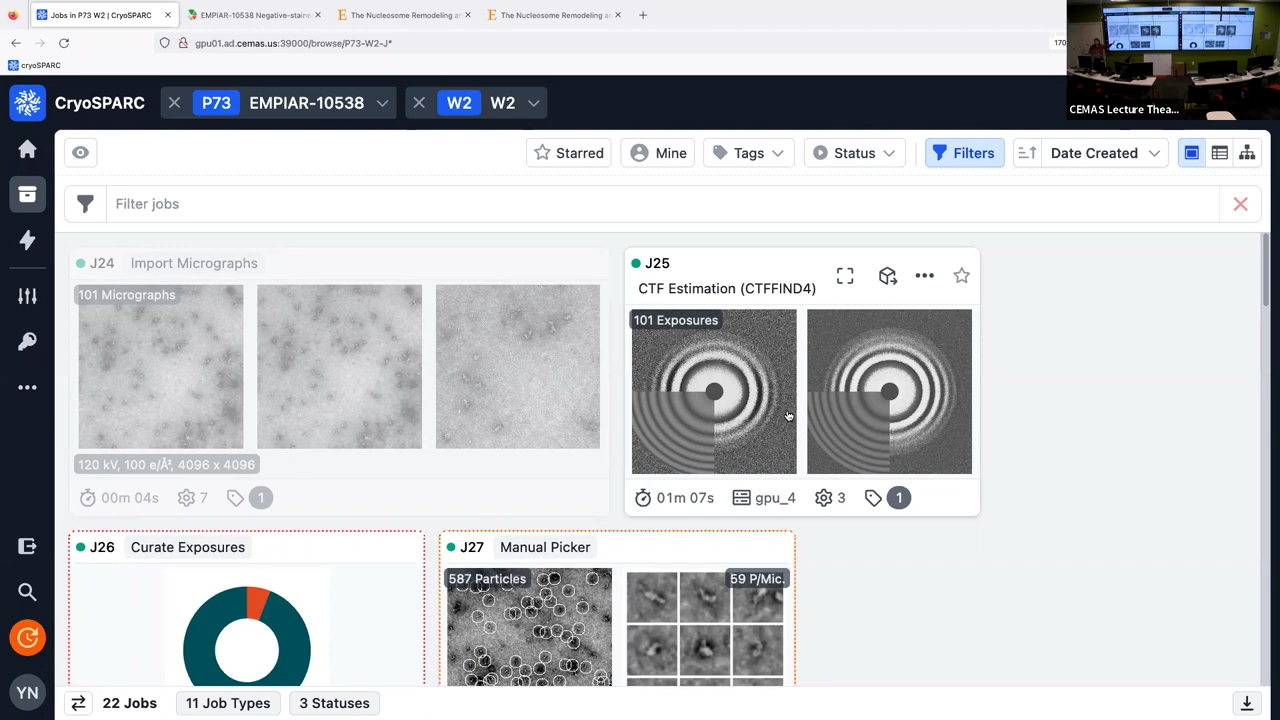 Jobs in P73 W2 | CryoSPARC
EMPIAR-10538 Negative-staine
The Nucleosome Remodeling an
Nucleosome Remodeling an
gpu01.ad.cemas.us:39000/browse/P73-W2-J*
170
cryoSPARC
CEMAS Lecture Thea...
CryoSPARC
P73 EMPIAR-10538
W2 W2
Starred
Mine
Tags
Status
Filters
Date Created
Filter jobs
J24 Import Micrographs
101 Micrographs
120 kV, 100 e/Å², 4096 x 4096
00m 04s 7 1
J25
CTF Estimation (CTFFIND4)
101 Exposures
01m 07s gpu_4 3 1
J26 Curate Exposures
J27 Manual Picker
587 Particles
59 P/Mic.
YN
22 Jobs
11 Job Types
3 Statuses